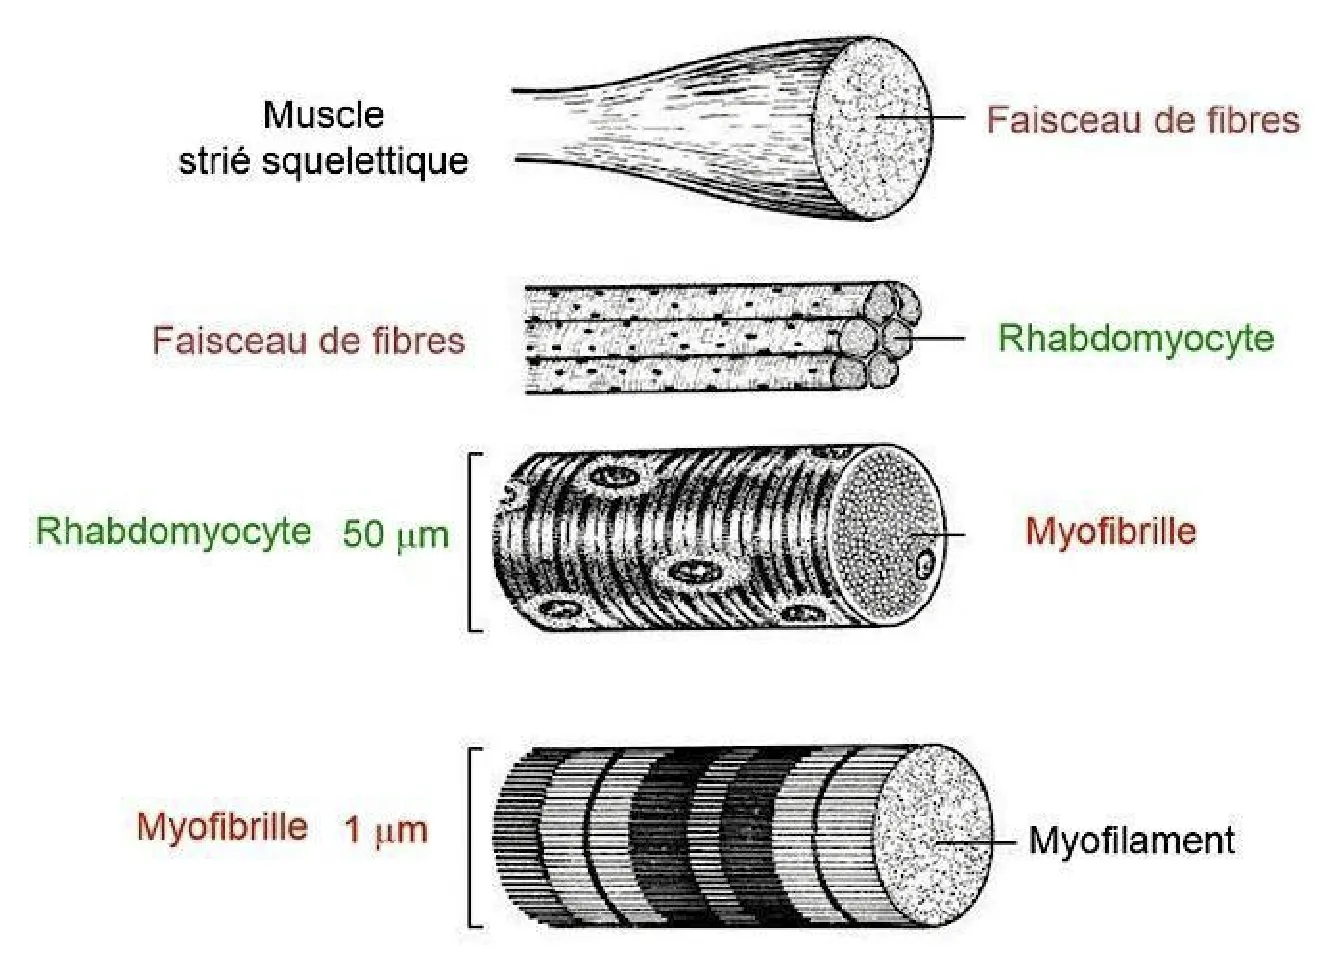 Muscle
strié squelettique
Faisceau de fibres
Faisceau de fibres
Rhabdomyocyte
Rhabdomyocyte 50 µm
Myofibrille
Myofibrille 1 µm
Myofilament